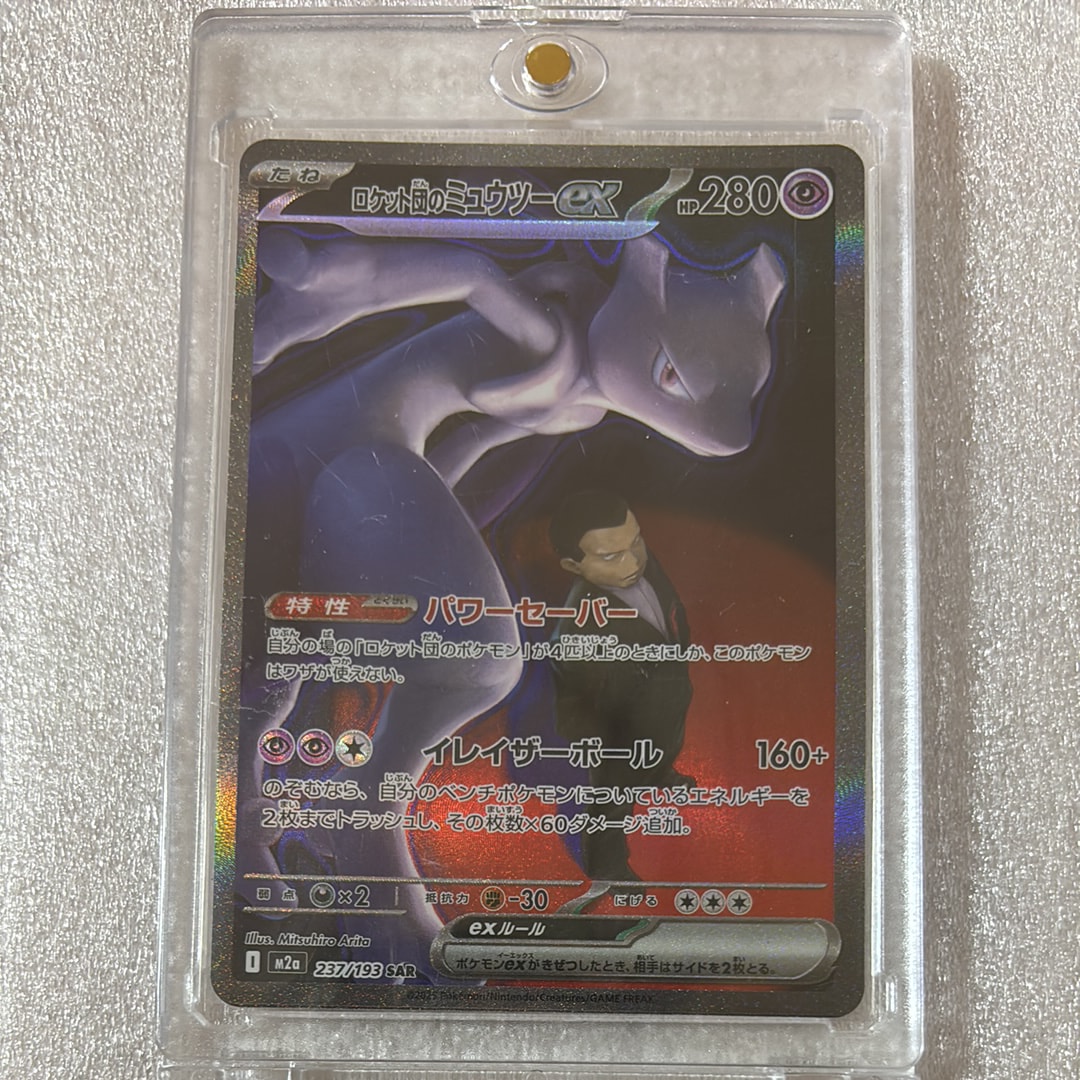 たね ロケット団のミュウツーex HP280
特性 とくせい パワーセーバー
自分の場の「ロケット団のポケモン」が4匹以上のときにしか、このポケモン
はワザが使えない。
イレイザーボール 160+
のぞむなら、自分のベンチポケモンについているエネルギーを
2枚までトラッシュし、その枚数×60ダメージ追加。
弱点 ×2 抵抗力 -30 にげる
exルール
ポケモンexがきぜつしたとき、相手はサイドを2枚とる。
Illus. Mitsuhiro Arita
I M2a 237/193 SAR
©2025 Pokémon/Nintendo/Creatures/GAME FREAK